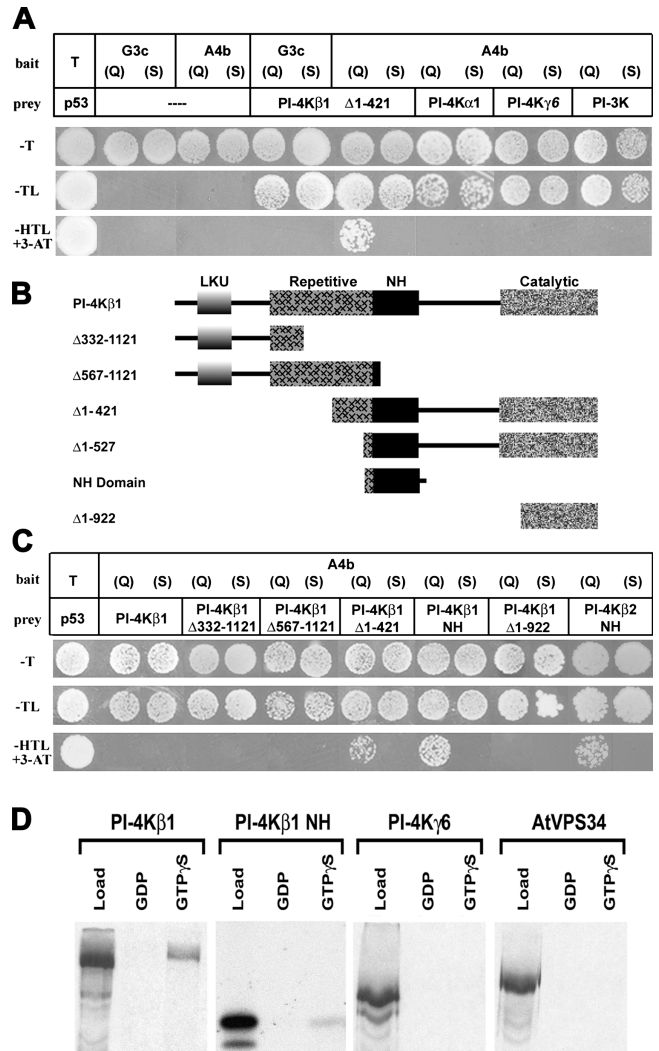 A
bait T G3c A4b G3c A4b
(Q) (S) (Q) (S) (Q) (S) (Q) (S) (Q) (S) (Q) (S) (Q) (S)
prey p53 ---- PI-4Kβ1 Δ1-421 PI-4Kα1 PI-4Kγ6 PI-3K
-T
-TL
-HTL
+3-AT
B
LKU Repetitive NH Catalytic
PI-4Kβ1
Δ332-1121
Δ567-1121
Δ1-421
Δ1-527
NH Domain
Δ1-922
C
A4b
bait T (Q) (S) (Q) (S) (Q) (S) (Q) (S) (Q) (S) (Q) (S) (Q) (S)
prey p53 PI-4Kβ1 PI-4Kβ1 PI-4Kβ1 PI-4Kβ1 PI-4Kβ1 PI-4Kβ1 PI-4Kβ2
Δ332-1121 Δ567-1121 Δ1-421 NH Δ1-922 NH
-T
-TL
-HTL
+3-AT
D
PI-4Kβ1 PI-4Kβ1 NH PI-4Kγ6 AtVPS34
Load GDP GTPγS Load GDP GTPγS Load GDP GTPγS Load GDP GTPγS